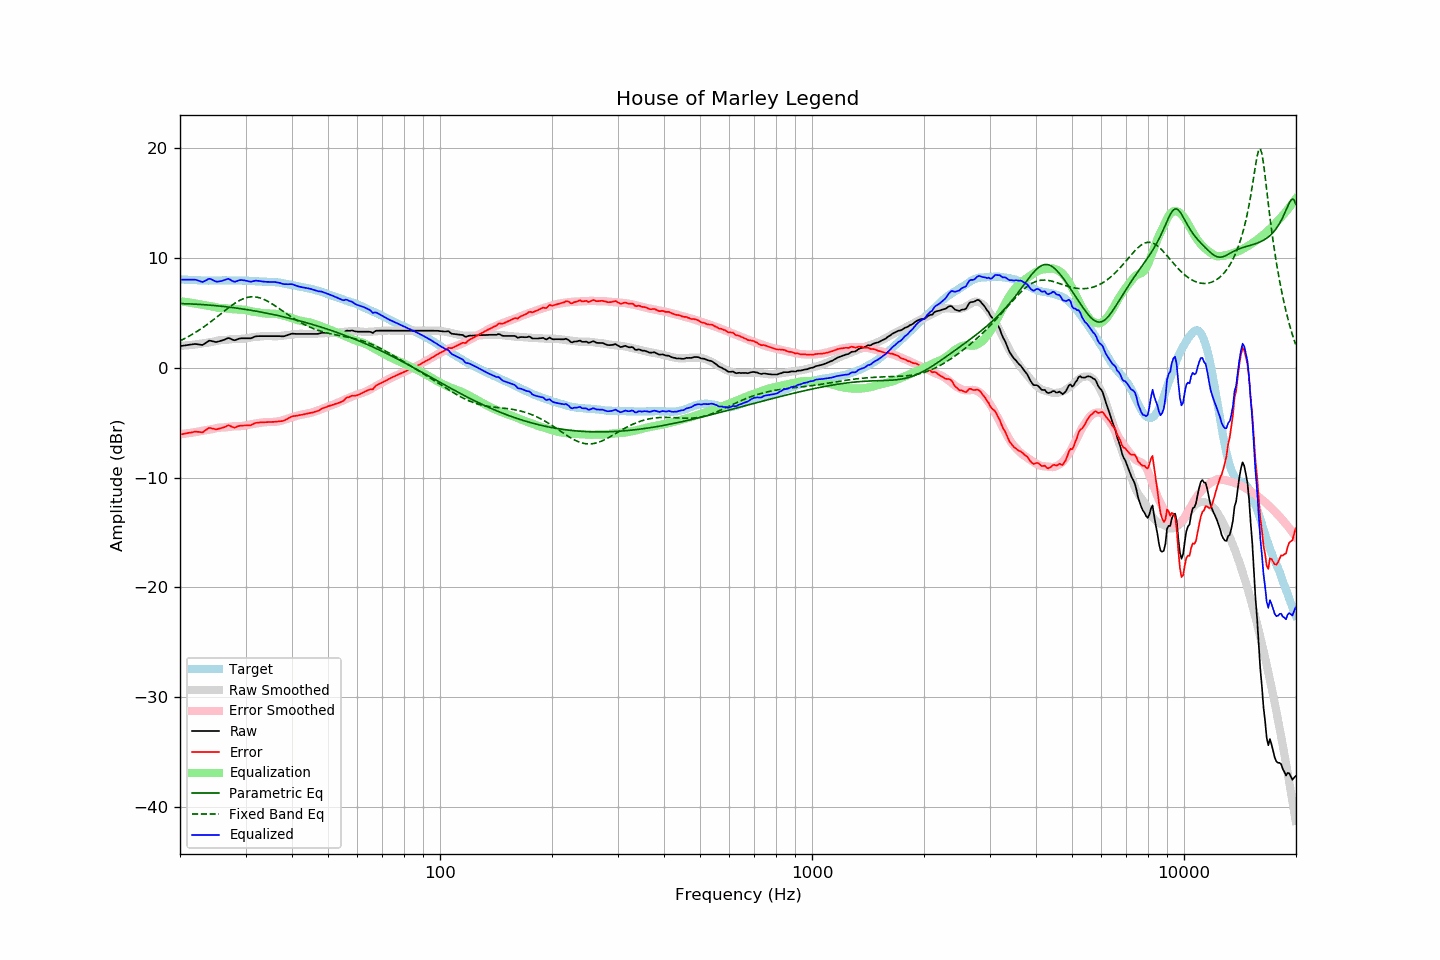 House of Marley Legend
Amplitude (dBr)
20
10
0
−10
−20
−30
−40
Target
Raw Smoothed
Error Smoothed
Raw
Error
Equalization
Parametric Eq
Fixed Band Eq
Equalized
100 1000 10000
Frequency (Hz)